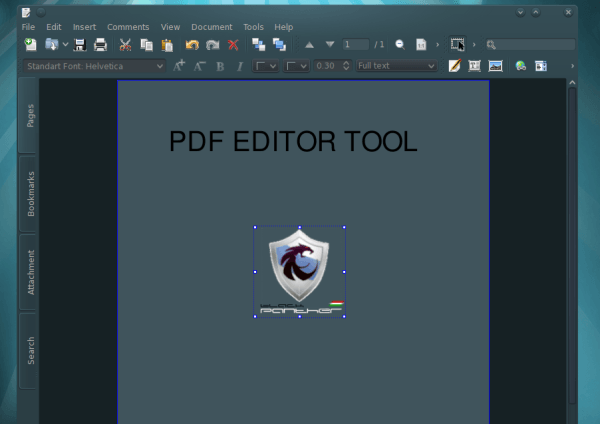 File Edit Insert Comments View Document Tools Help
1 / 1
Standart Font: Helvetica A A B I 0.30 Full text
Pages
Bookmarks
Attachment
Search
PDF EDITOR TOOL
BLACK
PANTHER